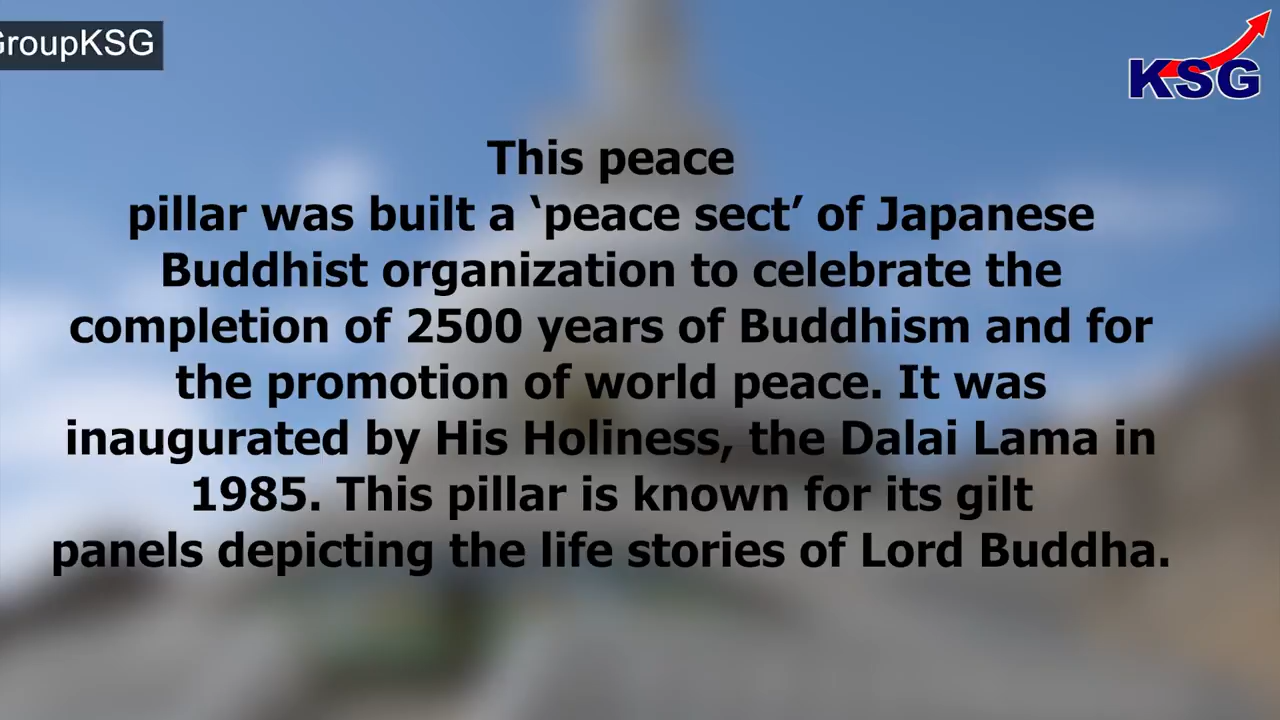 GroupKSG
KSG
This peace
pillar was built a ‘peace sect’ of Japanese
Buddhist organization to celebrate the
completion of 2500 years of Buddhism and for
the promotion of world peace. It was
inaugurated by His Holiness, the Dalai Lama in
1985. This pillar is known for its gilt
panels depicting the life stories of Lord Buddha.